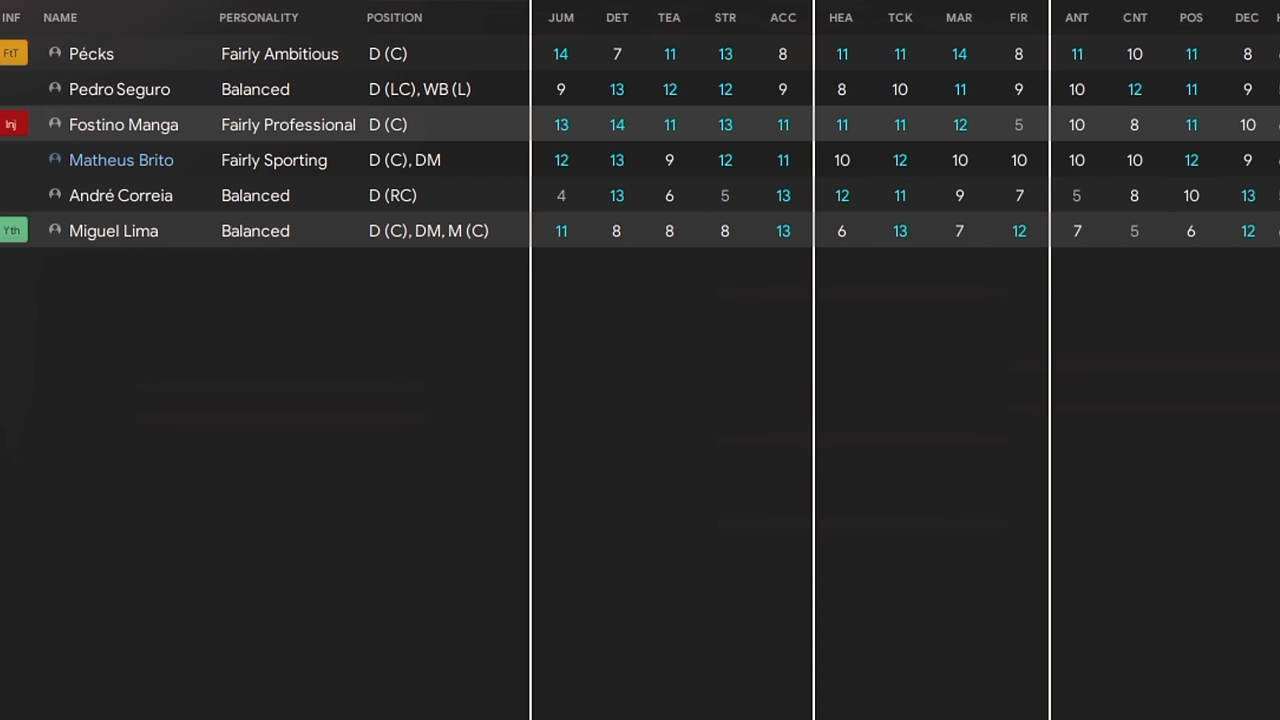 INF NAME PERSONALITY POSITION JUM DET TEA STR ACC HEA TCK MAR FIR ANT CNT POS DEC
FtT Pécks Fairly Ambitious D (C) 14 7 11 13 8 11 11 14 8 11 10 11 8
Pedro Seguro Balanced D (LC), WB (L) 9 13 12 12 9 8 10 11 9 10 12 11 9
Inj Fostino Manga Fairly Professional D (C) 13 14 11 13 11 11 11 12 5 10 8 11 10
Matheus Brito Fairly Sporting D (C), DM 12 13 9 12 11 10 12 10 10 10 10 12 9
André Correia Balanced D (RC) 4 13 6 5 13 12 11 9 7 5 8 10 13
Yth Miguel Lima Balanced D (C), DM, M (C) 11 8 8 8 13 6 13 7 12 7 5 6 12